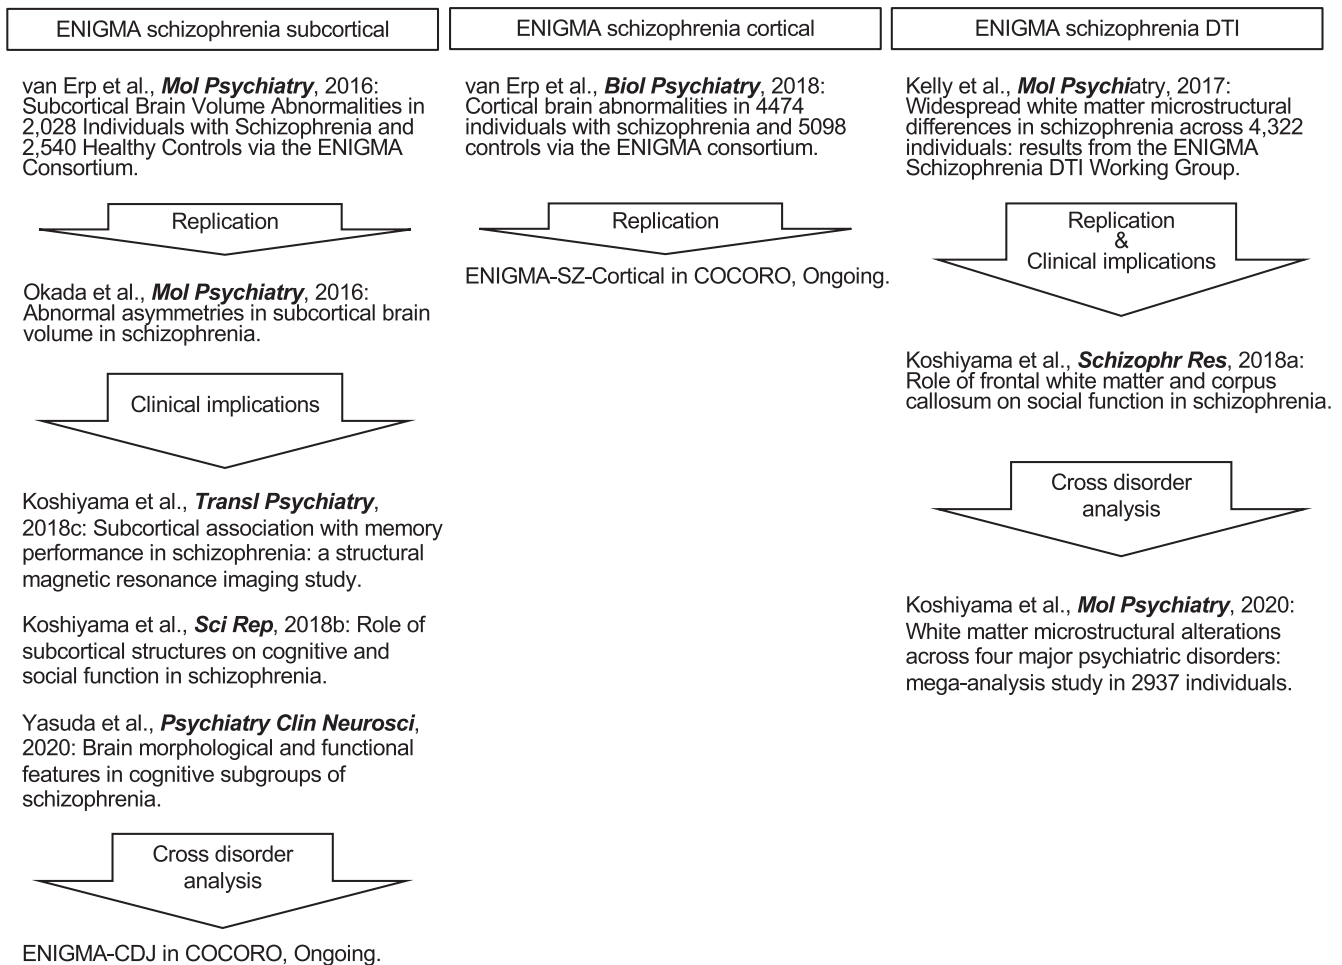 ENIGMA schizophrenia subcortical
van Erp et al., Mol Psychiatry, 2016:
Subcortical Brain Volume Abnormalities in
2,028 Individuals with Schizophrenia and
2,540 Healthy Controls via the ENIGMA
Consortium.
Replication
Okada et al., Mol Psychiatry, 2016:
Abnormal asymmetries in subcortical brain
volume in schizophrenia.
Clinical implications
Koshiyama et al., Transl Psychiatry,
2018c: Subcortical association with memory
performance in schizophrenia: a structural
magnetic resonance imaging study.
Koshiyama et al., Sci Rep, 2018b: Role of
subcortical structures on cognitive and
social function in schizophrenia.
Yasuda et al., Psychiatry Clin Neurosci,
2020: Brain morphological and functional
features in cognitive subgroups of
schizophrenia.
Cross disorder
analysis
ENIGMA-CDJ in COCORO, Ongoing.
ENIGMA schizophrenia cortical
van Erp et al., Biol Psychiatry, 2018:
Cortical brain abnormalities in 4474
individuals with schizophrenia and 5098
controls via the ENIGMA consortium.
Replication
ENIGMA-SZ-Cortical in COCORO, Ongoing.
ENIGMA schizophrenia DTI
Kelly et al., Mol Psychiatry, 2017:
Widespread white matter microstructural
differences in schizophrenia across 4,322
individuals: results from the ENIGMA
Schizophrenia DTI Working Group.
Replication
&
Clinical implications
Koshiyama et al., Schizophr Res, 2018a:
Role of frontal white matter and corpus
callosum on social function in schizophrenia.
Cross disorder
analysis
Koshiyama et al., Mol Psychiatry, 2020:
White matter microstructural alterations
across four major psychiatric disorders:
mega-analysis study in 2937 individuals.